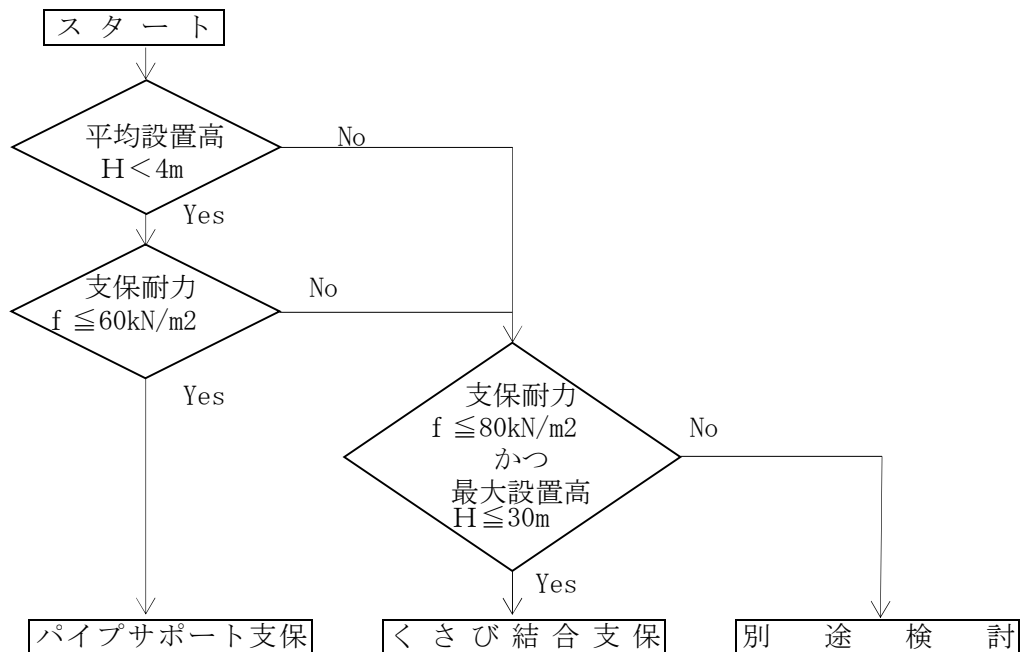 スタート
平均設置高
H<4m
No
Yes
支保耐力
f≦60kN/m2
No
Yes
支保耐力
f≦80kN/m2
かつ
最大設置高
H≦30m
No
Yes
パイプサポート支保
くさび結合支保
別途検討